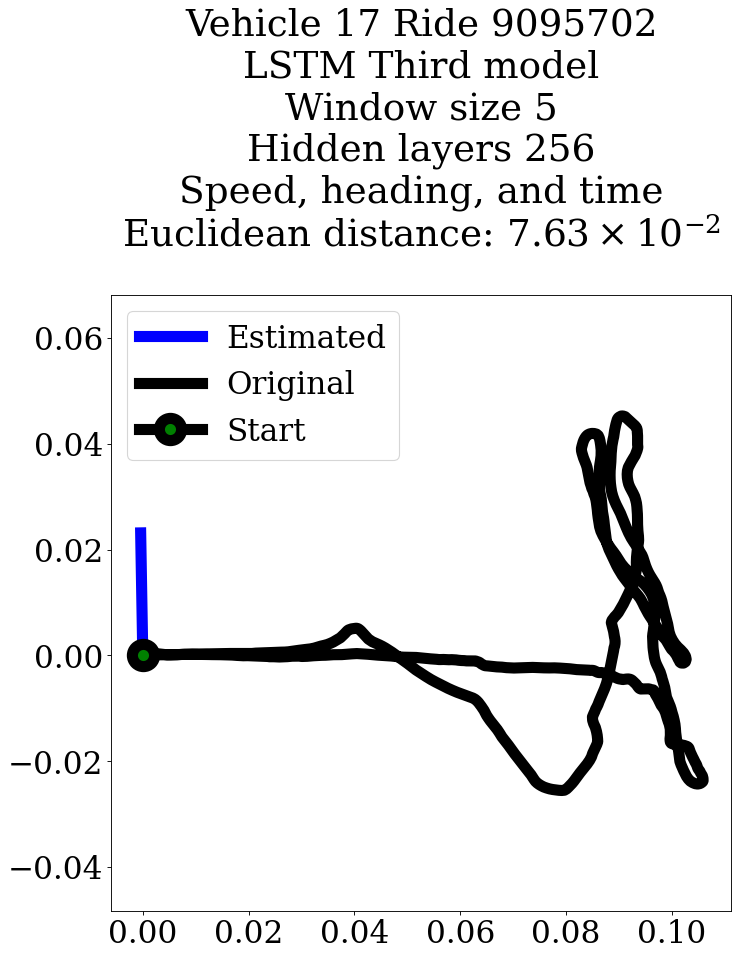 Vehicle 17 Ride 9095702
LSTM Third model
Window size 5
Hidden layers 256
Speed, heading, and time
Euclidean distance: 7.63 × 10⁻²
Estimated
Original
Start
0.06
0.04
0.02
0.00
−0.02
−0.04
0.00 0.02 0.04 0.06 0.08 0.10